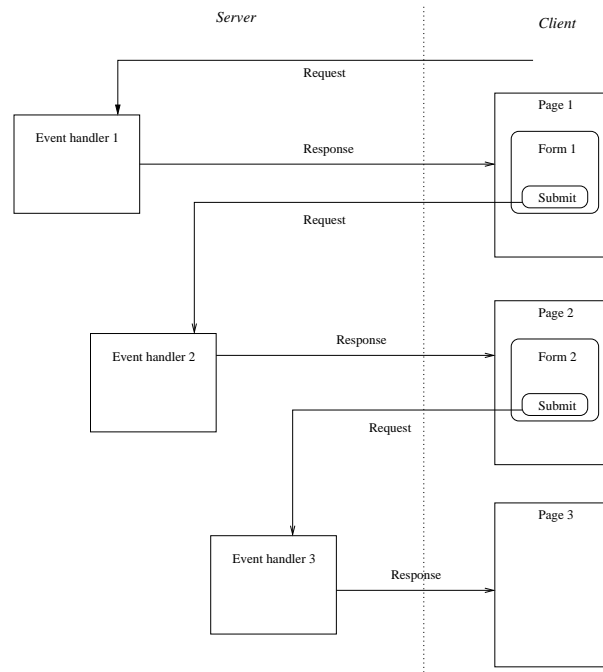 Server
Client
Request
Page 1
Event handler 1
Response
Form 1
Submit
Request
Page 2
Event handler 2
Response
Form 2
Submit
Request
Page 3
Event handler 3
Response